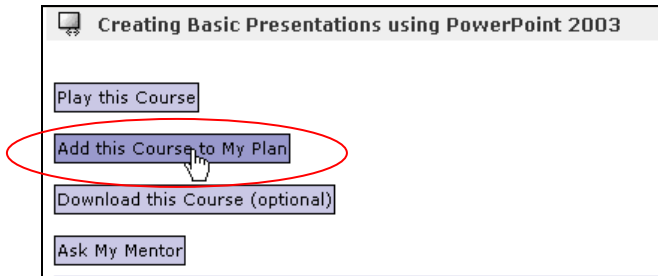 Creating Basic Presentations using PowerPoint 2003
Play this Course
Add this Course to My Plan
Download this Course (optional)
Ask My Mentor